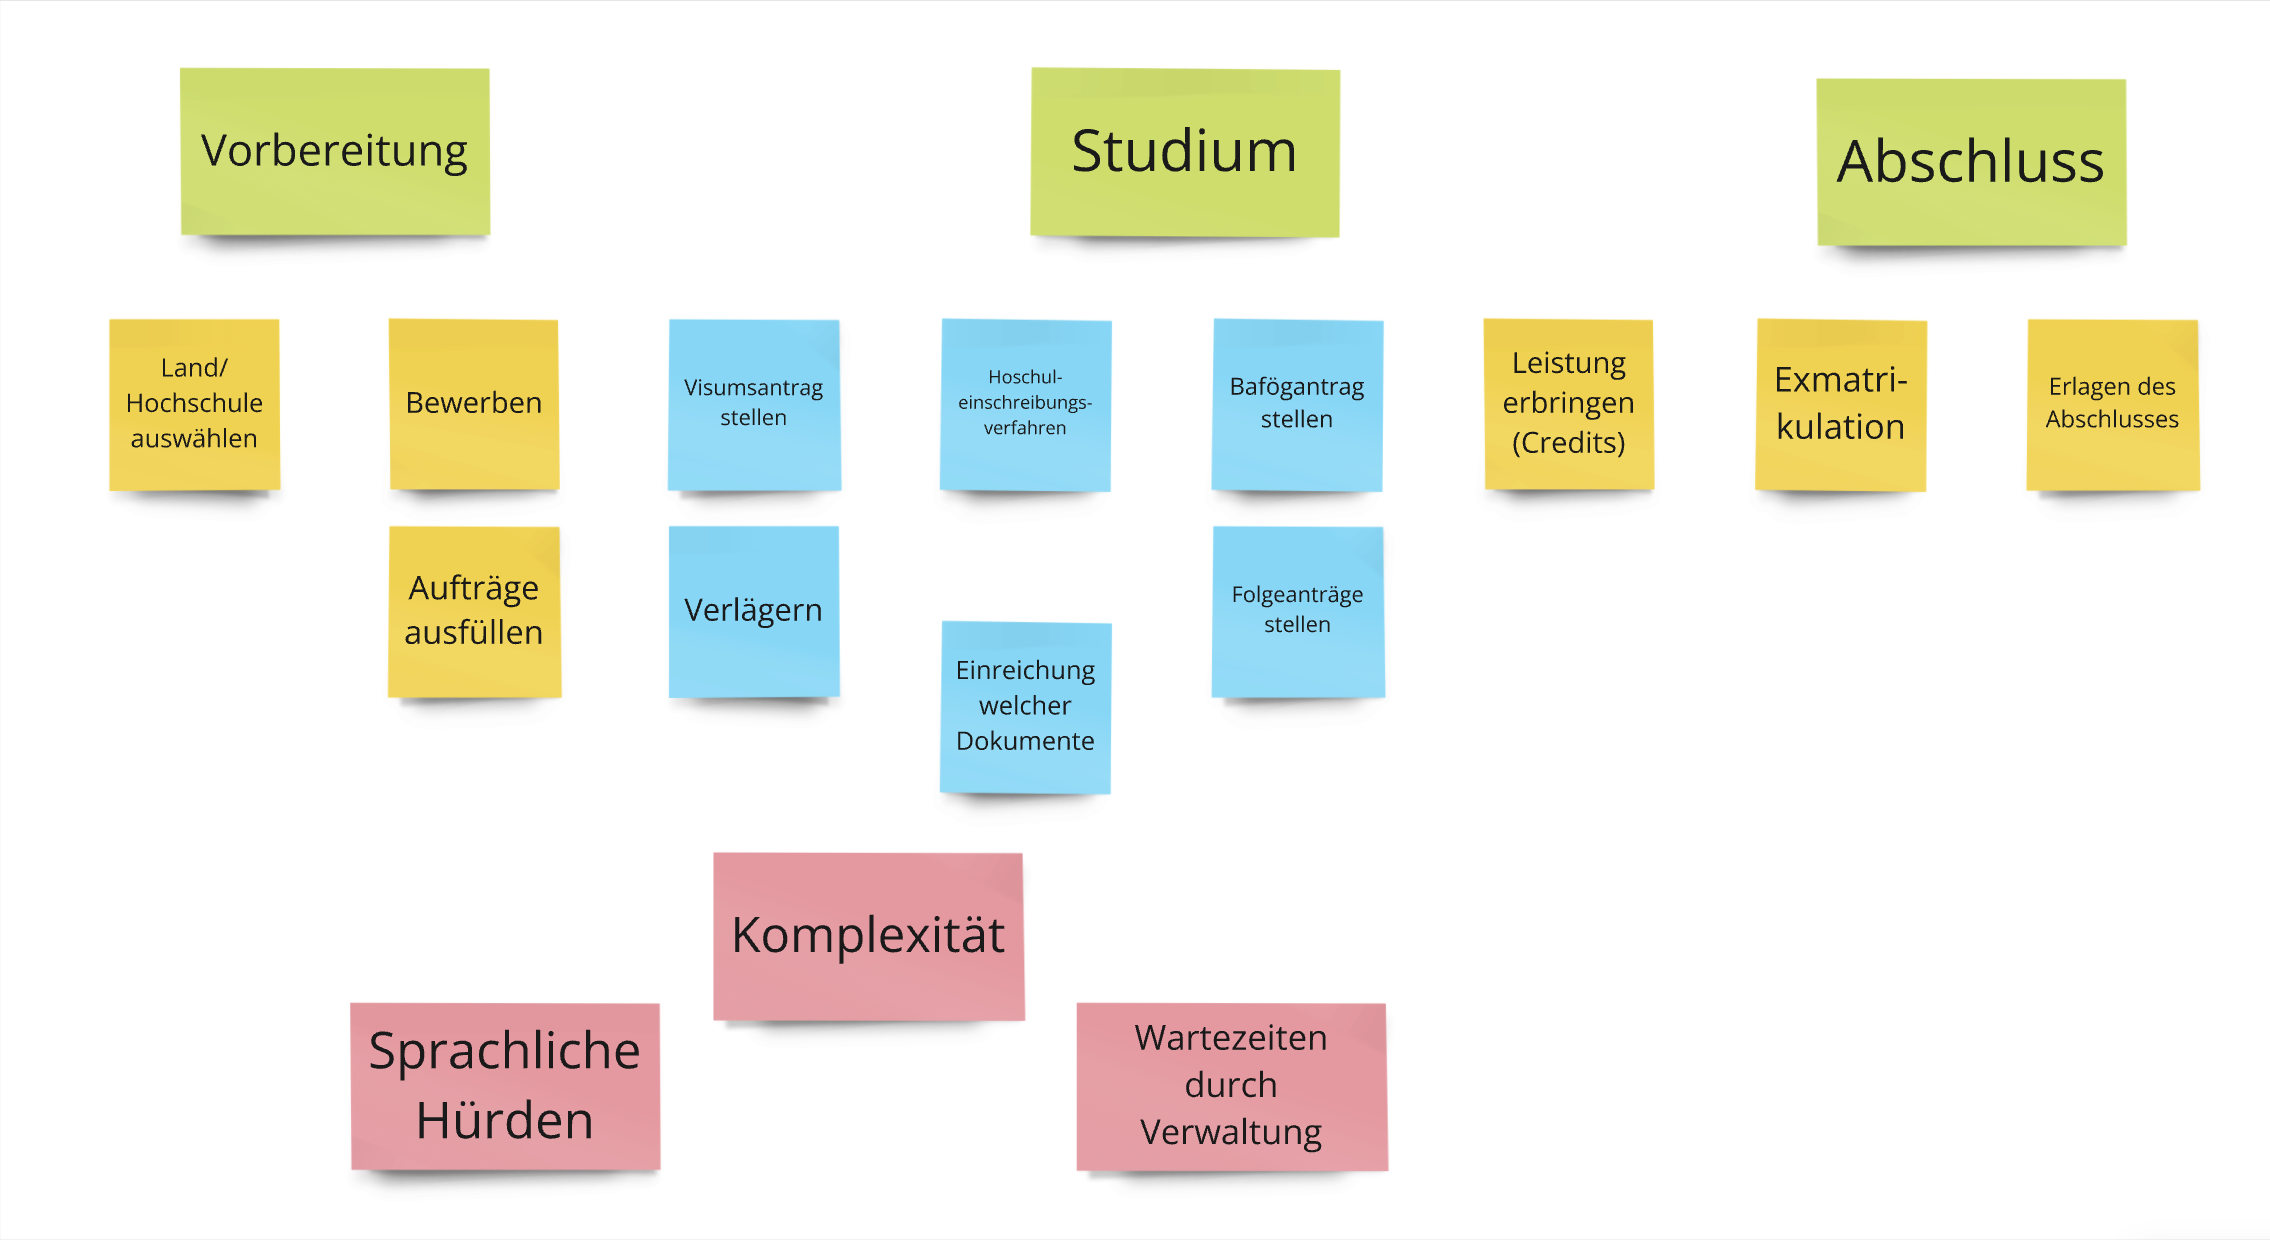 Vorbereitung
Studium
Abschluss
Land/
Hochschule
auswählen
Bewerben
Visumsantrag
stellen
Hoschul-
einschreibungs-
verfahren
Bafögantrag
stellen
Leistung
erbringen
(Credits)
Exmatri-
kulation
Erlagen des
Abschlusses
Aufträge
ausfüllen
Verlägern
Einreichung
welcher
Dokumente
Folgeanträge
stellen
Komplexität
Sprachliche
Hürden
Wartezeiten
durch
Verwaltung